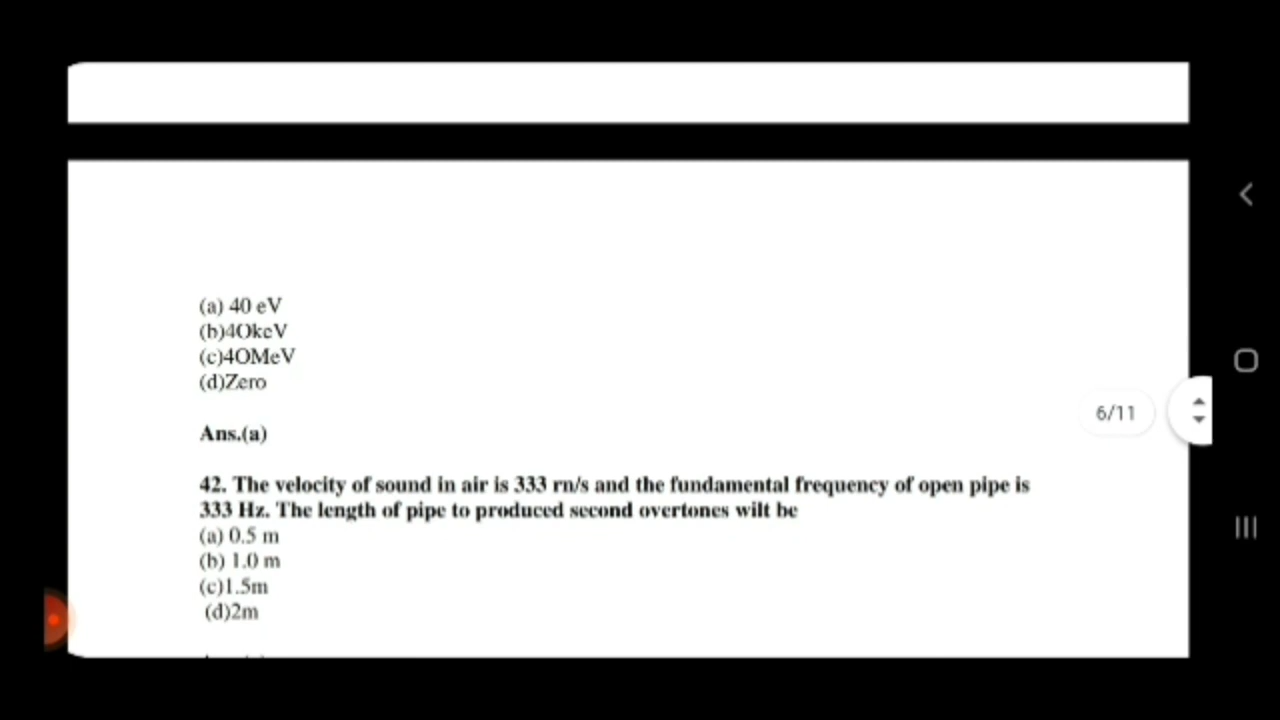 (a) 40 eV
(b)4OkeV
(c)4OMeV
(d)Zero
Ans.(a)
6/11
42. The velocity of sound in air is 333 rn/s and the fundamental frequency of open pipe is
333 Hz. The length of pipe to produced second overtones wilt be
(a) 0.5 m
(b) 1.0 m
(c)1.5m
(d)2m